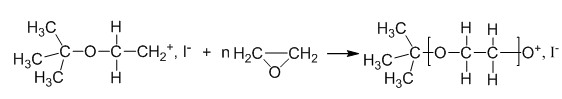 H₃C H H₃C H H
H₃C C O C CH₂⁺, I⁻ + n H₂C CH₂ H₃C C [ O C C ] O⁺, I⁻
H₃C H O H₃C H H